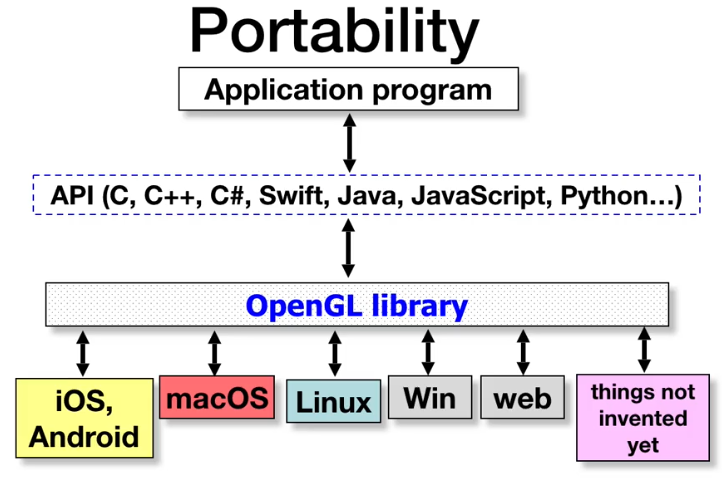 Portability
Application program
API (C, C++, C#, Swift, Java, JavaScript, Python…)
OpenGL library
iOS,
Android
macOS
Linux
Win
web
things not
invented
yet